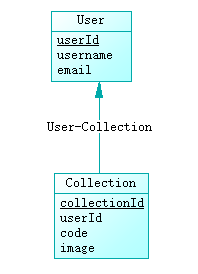 User
userId
username
email
User-Collection
Collection
collectionId
userId
code
image